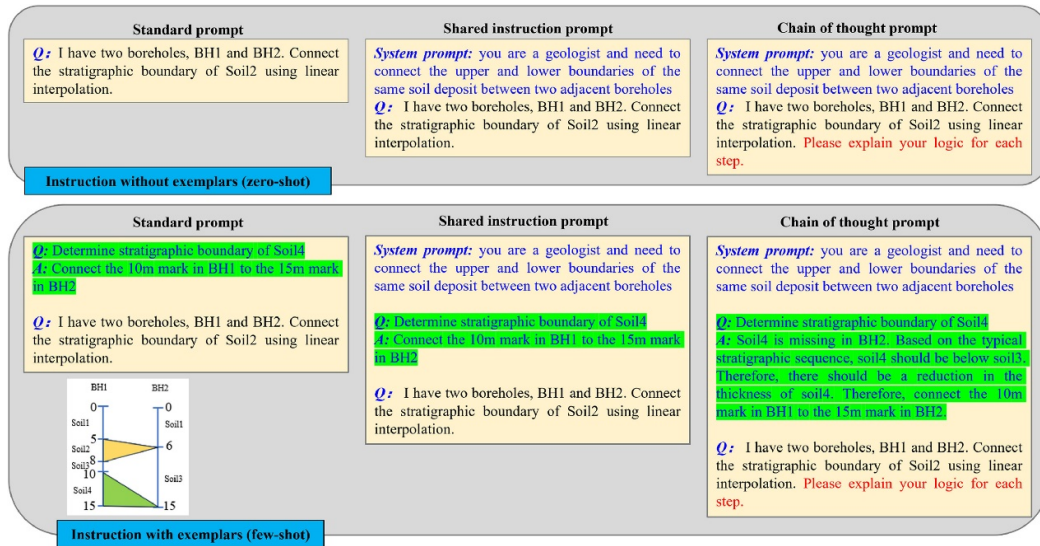 Standard prompt
Q: I have two boreholes, BH1 and BH2. Connect
the stratigraphic boundary of Soil2 using linear
interpolation.
Shared instruction prompt
System prompt: you are a geologist and need to
connect the upper and lower boundaries of the
same soil deposit between two adjacent boreholes
Q: I have two boreholes, BH1 and BH2. Connect
the stratigraphic boundary of Soil2 using linear
interpolation.
Chain of thought prompt
System prompt: you are a geologist and need to
connect the upper and lower boundaries of the
same soil deposit between two adjacent boreholes
Q: I have two boreholes, BH1 and BH2. Connect
the stratigraphic boundary of Soil2 using linear
interpolation. Please explain your logic for each
step.
Instruction without exemplars (zero-shot)
Standard prompt
Q: Determine stratigraphic boundary of Soil4
A: Connect the 10m mark in BH1 to the 15m mark
in BH2
Q: I have two boreholes, BH1 and BH2. Connect
the stratigraphic boundary of Soil2 using linear
interpolation.
BH1 BH2
0 0
Soil1 Soil1
5
6
Soil2
8
Soil3
10
Soil3
Soil4
15 15
Shared instruction prompt
System prompt: you are a geologist and need to
connect the upper and lower boundaries of the
same soil deposit between two adjacent boreholes
Q: Determine stratigraphic boundary of Soil4
A: Connect the 10m mark in BH1 to the 15m mark
in BH2
Q: I have two boreholes, BH1 and BH2. Connect
the stratigraphic boundary of Soil2 using linear
interpolation.
Chain of thought prompt
System prompt: you are a geologist and need to
connect the upper and lower boundaries of the
same soil deposit between two adjacent boreholes
Q: Determine stratigraphic boundary of Soil4
A: Soil4 is missing in BH2. Based on the typical
stratigraphic sequence, soil4 should be below soil3.
Therefore, there should be a reduction in the
thickness of soil4. Therefore, connect the 10m
mark in BH1 to the 15m mark in BH2.
Q: I have two boreholes, BH1 and BH2. Connect
the stratigraphic boundary of Soil2 using linear
interpolation. Please explain your logic for each
step.
Instruction with exemplars (few-shot)